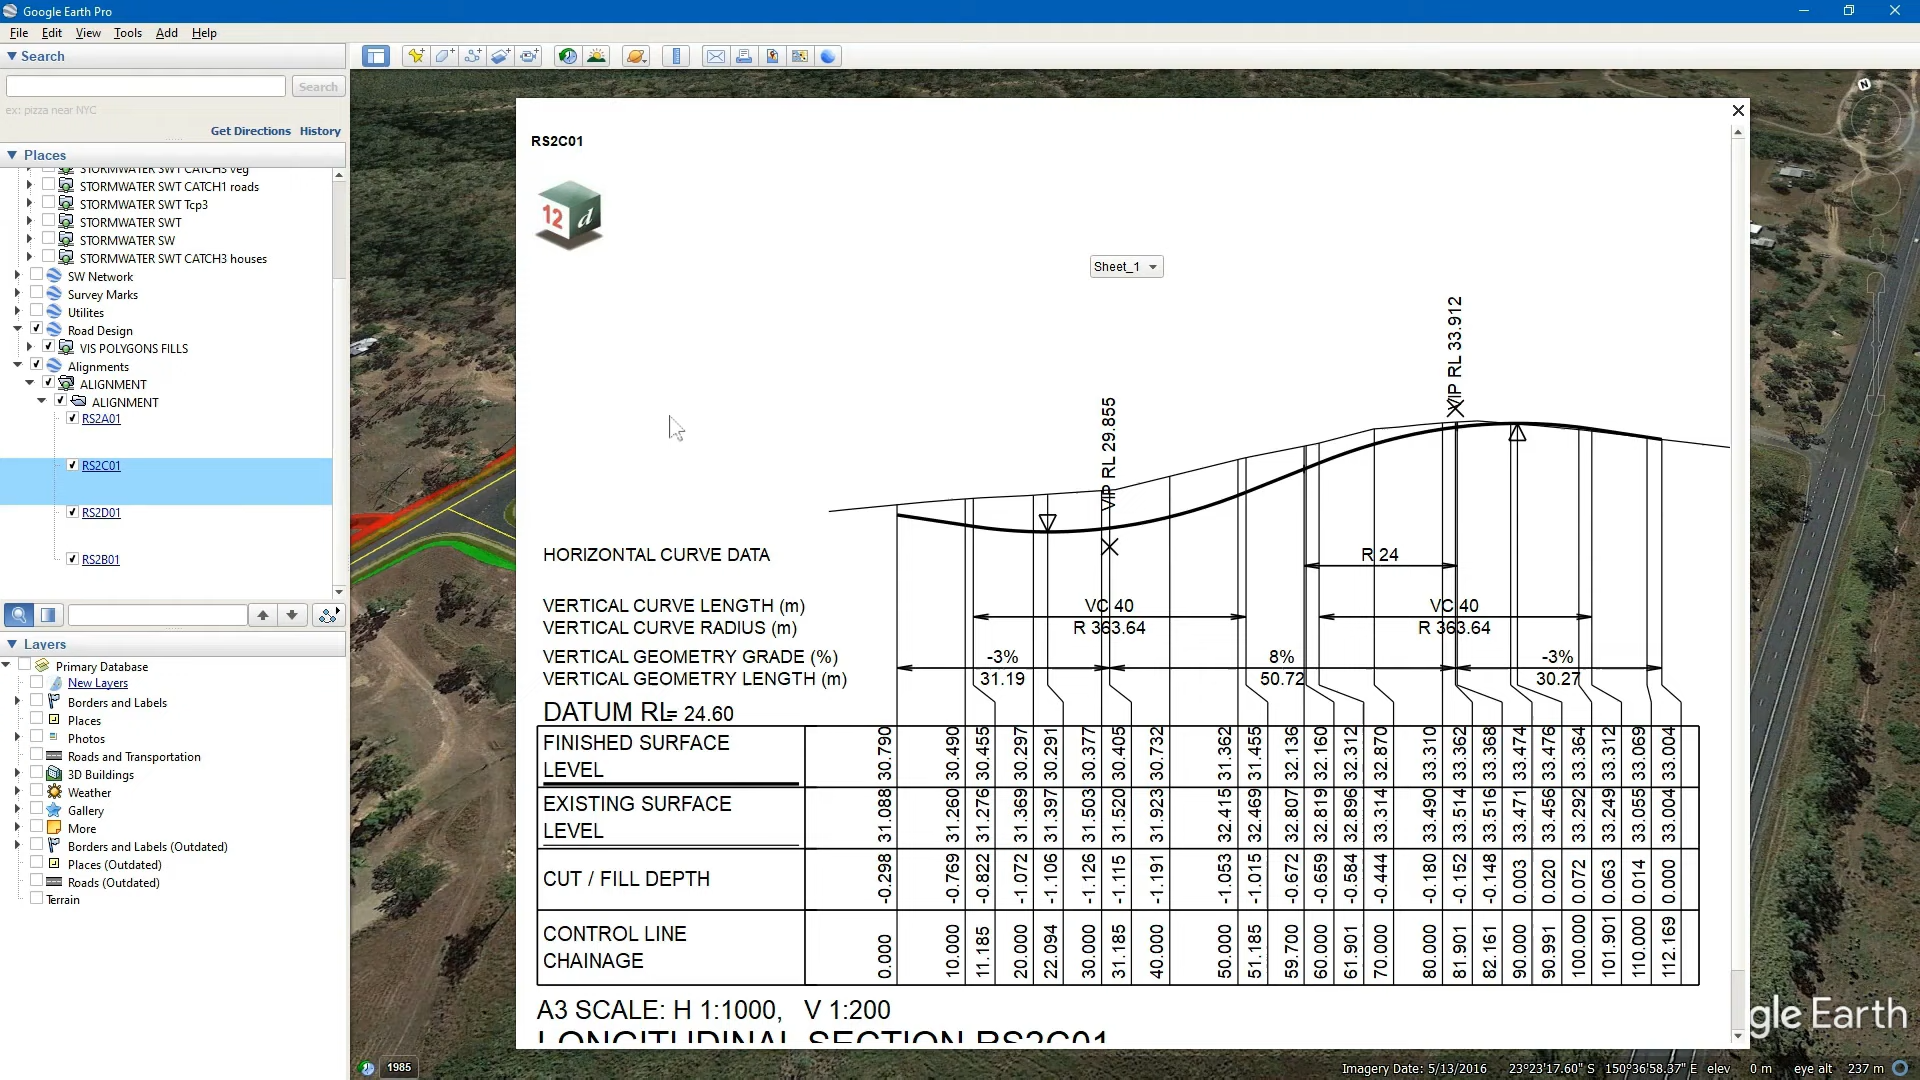 Google Earth Pro
File Edit View Tools Add Help
Search
Search
ex: pizza near NYC
Get Directions History
Places
STORMWATER SWT CATCH3 veg
STORMWATER SWT CATCH1 roads
STORMWATER SWT Tcp3
STORMWATER SWT
STORMWATER SW
STORMWATER SWT CATCH3 houses
SW Network
Survey Marks
Utilites
Road Design
VIS POLYGONS FILLS
Alignments
ALIGNMENT
ALIGNMENT
RS2A01
RS2C01
RS2D01
RS2B01
Layers
Primary Database
New Layers
Borders and Labels
Places
Photos
Roads and Transportation
3D Buildings
Weather
Gallery
More
Borders and Labels (Outdated)
Places (Outdated)
Roads (Outdated)
Terrain
RS2C01
12 d
Sheet_1
VIP RL 29.855
VIP RL 33.912
HORIZONTAL CURVE DATA R 24
VERTICAL CURVE LENGTH (m) VC 40 VC 40
VERTICAL CURVE RADIUS (m) R 363.64 R 363.64
VERTICAL GEOMETRY GRADE (%) -3% 8% -3%
VERTICAL GEOMETRY LENGTH (m) 31.19 50.72 30.27
DATUM RL= 24.60
FINISHED SURFACE
LEVEL
30.790 30.490 30.455 30.297 30.291 30.377 30.405 30.732 31.362 31.455 32.136 32.160 32.312 32.870 33.310 33.362 33.368 33.474 33.476 33.364 33.312 33.069 33.004
EXISTING SURFACE
LEVEL
31.088 31.260 31.276 31.369 31.397 31.503 31.520 31.923 32.415 32.469 32.807 32.819 32.896 33.314 33.490 33.514 33.516 33.471 33.456 33.292 33.249 33.055 33.004
CUT / FILL DEPTH
-0.298 -0.769 -0.822 -1.072 -1.106 -1.126 -1.115 -1.191 -1.053 -1.015 -0.672 -0.659 -0.584 -0.444 -0.180 -0.152 -0.148 0.003 0.020 0.072 0.063 0.014 0.000
CONTROL LINE
CHAINAGE
0.000 10.000 11.185 20.000 22.094 30.000 31.185 40.000 50.000 51.185 59.700 60.000 61.901 70.000 80.000 81.901 82.161 90.000 90.991 100.000 101.901 110.000 112.169
A3 SCALE: H 1:1000, V 1:200
LONGITUDINAL SECTION RS2C01
N
gle Earth
1985
Imagery Date: 5/13/2016 23°23'17.60" S 150°36'58.37" E elev 0 m eye alt 237 m